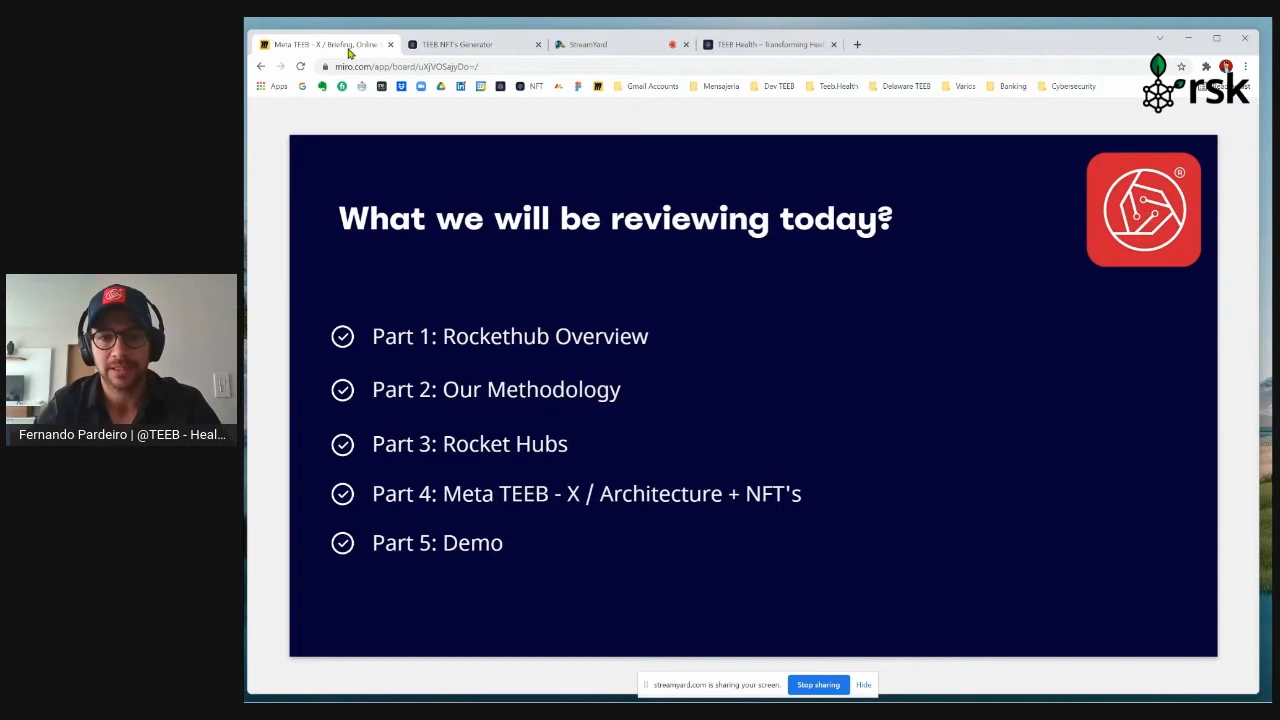 Meta TEEB - X / Briefing, Online
TEEB NFT's Generator
StreamYard
TEEB Health – Transforming Heal
miro.com/app/board/uXjVOSajyDo=/
Apps
NFT
Gmail Accounts
Mensajeria
Dev TEEB
Teeb.Health
Delaware TEEB
Varios
Banking
Cybersecurity
rsk
What we will be reviewing today?
®
Part 1: Rockethub Overview
Part 2: Our Methodology
Part 3: Rocket Hubs
Part 4: Meta TEEB - X / Architecture + NFT's
Part 5: Demo
Fernando Pardeiro | @TEEB - Heal...
streamyard.com is sharing your screen.
Stop sharing
Hide